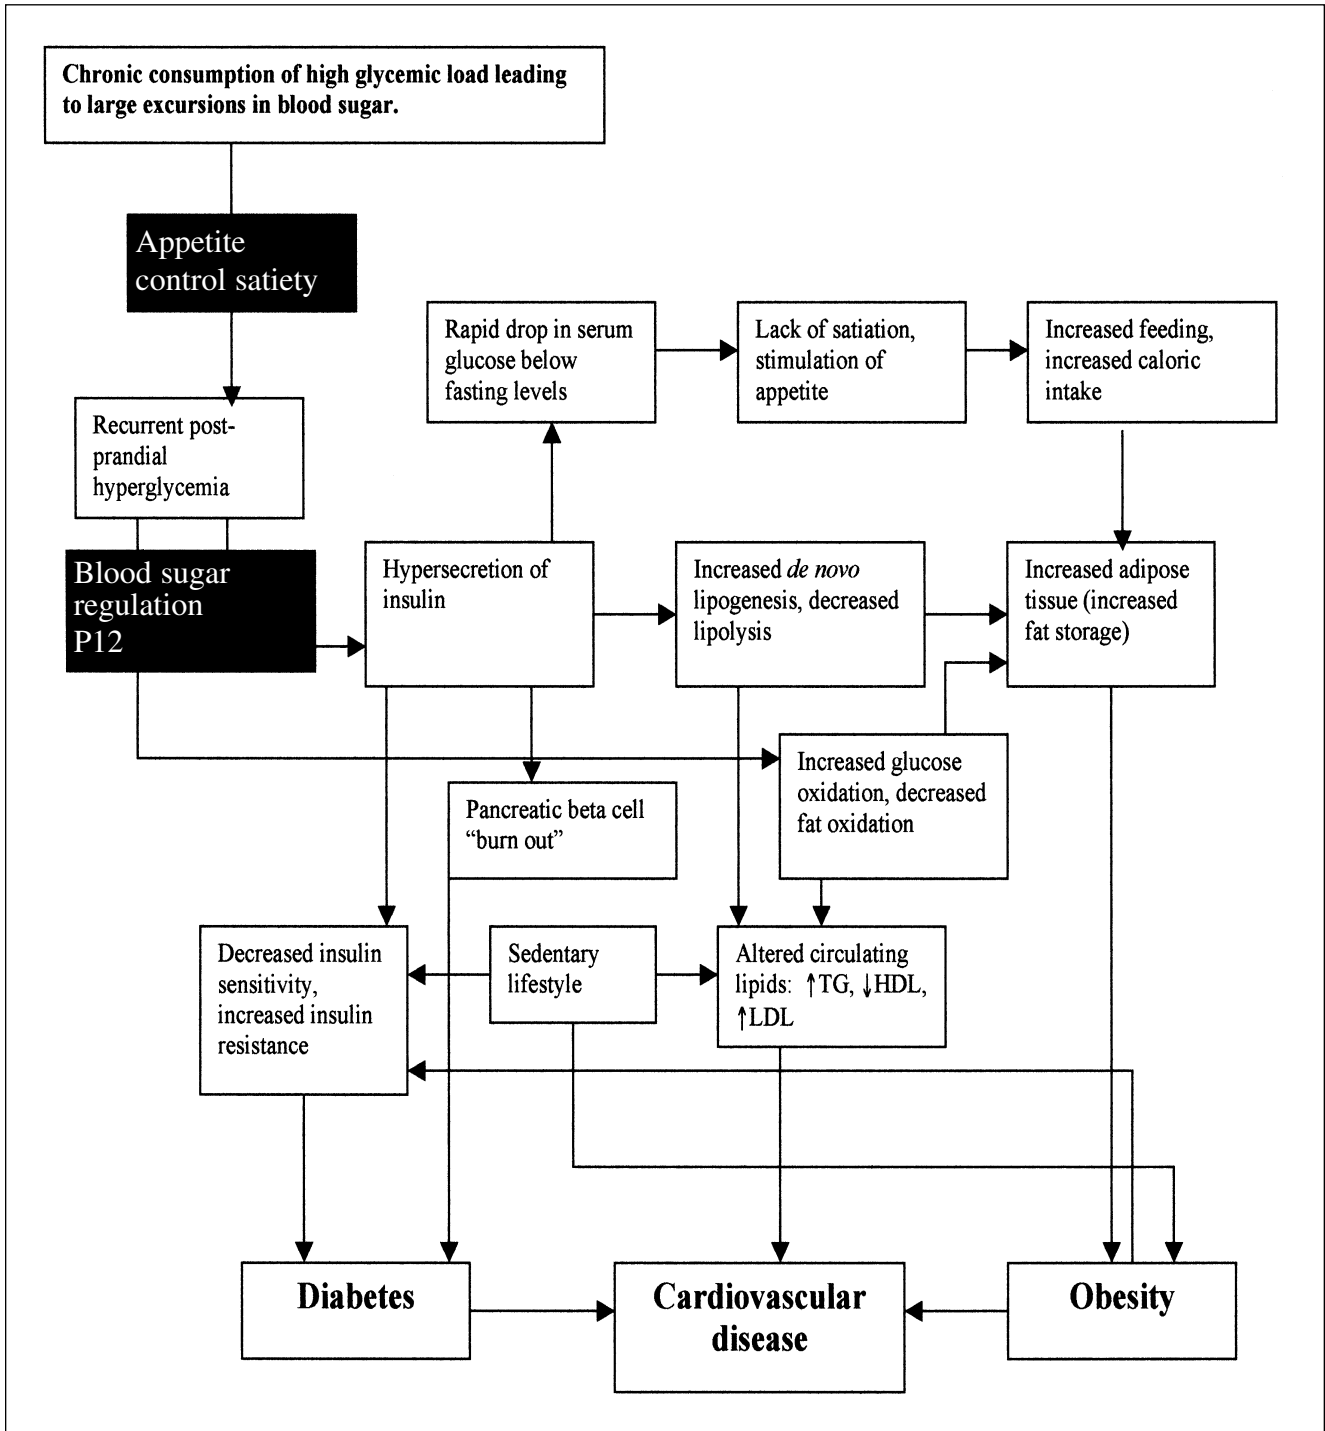 Chronic consumption of high glycemic load leading
to large excursions in blood sugar.
Appetite
control satiety
Rapid drop in serum
glucose below
fasting levels
Lack of satiation,
stimulation of
appetite
Increased feeding,
increased caloric
intake
Recurrent post-
prandial
hyperglycemia
Blood sugar
regulation
P12
Hypersecretion of
insulin
Increased de novo
lipogenesis, decreased
lipolysis
Increased adipose
tissue (increased
fat storage)
Increased glucose
oxidation, decreased
fat oxidation
Pancreatic beta cell
“burn out”
Decreased insulin
sensitivity,
increased insulin
resistance
Sedentary
lifestyle
Altered circulating
lipids: ↑TG, ↓HDL,
↑LDL
Diabetes
Cardiovascular
disease
Obesity